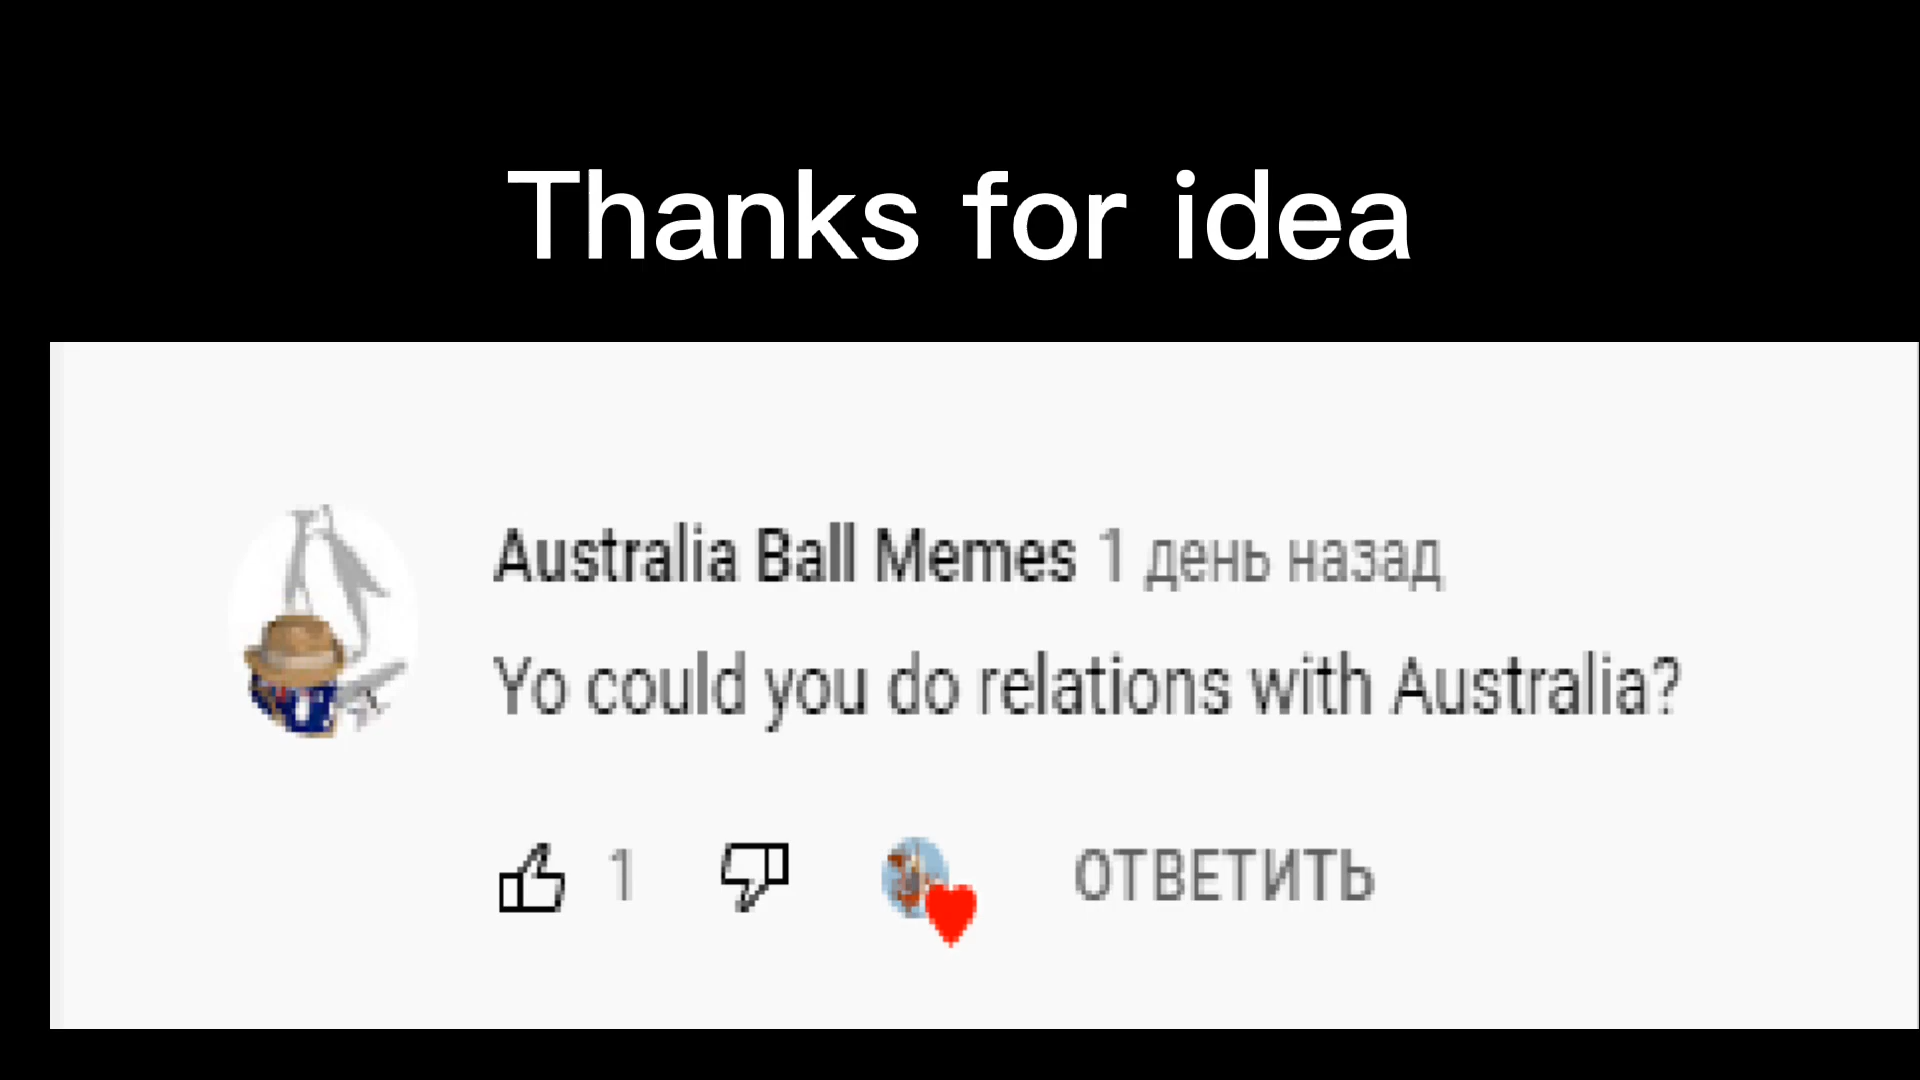 Thanks for idea
Australia Ball Memes 1 день назад
Yo could you do relations with Australia?
1 ОТВЕТИТЬ